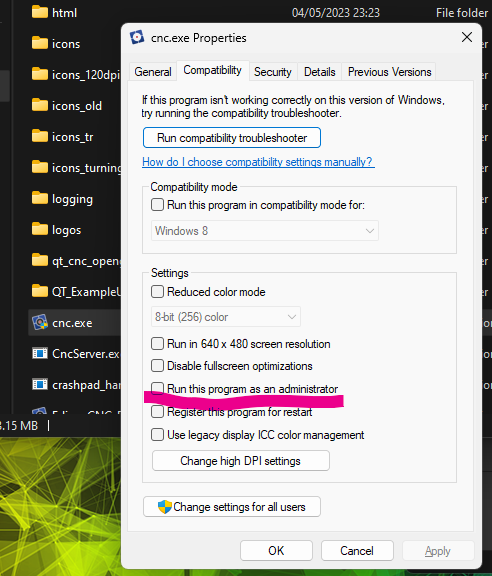 html 04/05/2023 23:23 File folder
icons
icons_120dpi
icons_old
icons_tr
icons_turning
logging
logos
qt_cnc_openg
QT_ExampleU
cnc.exe
CncServer.exe
crashpad_han
8.15 MB
cnc.exe Properties
General Compatibility Security Details Previous Versions
If this program isn't working correctly on this version of Windows,
try running the compatibility troubleshooter.
Run compatibility troubleshooter
How do I choose compatibility settings manually?
Compatibility mode
Run this program in compatibility mode for:
Windows 8
Settings
Reduced color mode
8-bit (256) color
Run in 640 x 480 screen resolution
Disable fullscreen optimizations
Run this program as an administrator
Register this program for restart
Use legacy display ICC color management
Change high DPI settings
Change settings for all users
OK Cancel Apply